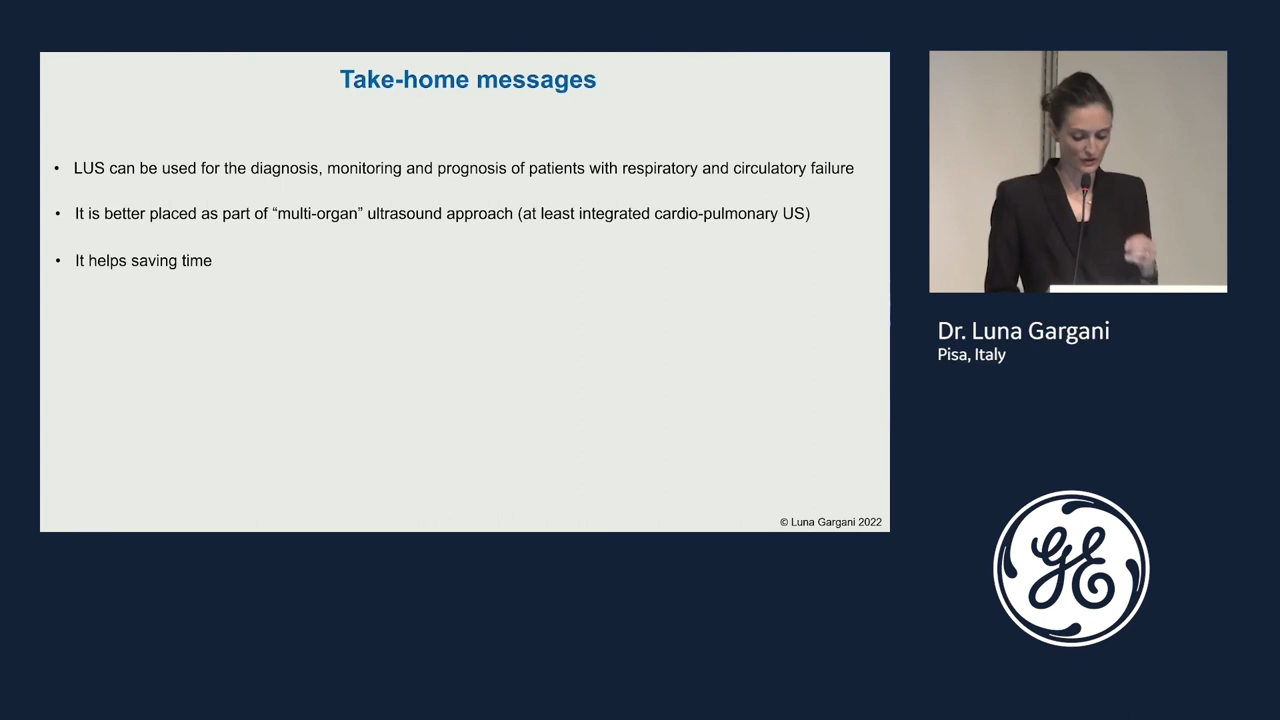 Take-home messages
• LUS can be used for the diagnosis, monitoring and prognosis of patients with respiratory and circulatory failure
• It is better placed as part of “multi-organ” ultrasound approach (at least integrated cardio-pulmonary US)
• It helps saving time
© Luna Gargani 2022
Dr. Luna Gargani
Pisa, Italy
GE